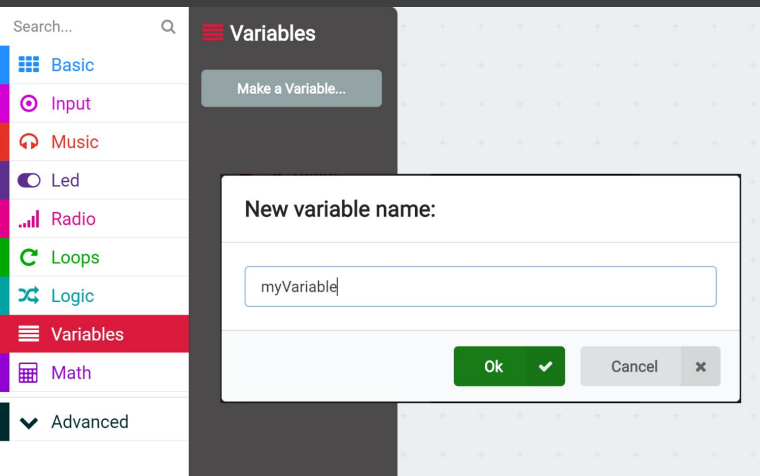 Search...
Basic
Input
Music
Led
Radio
Loops
Logic
Variables
Math
Advanced
Variables
Make a Variable...
New variable name:
myVariable
Ok
Cancel